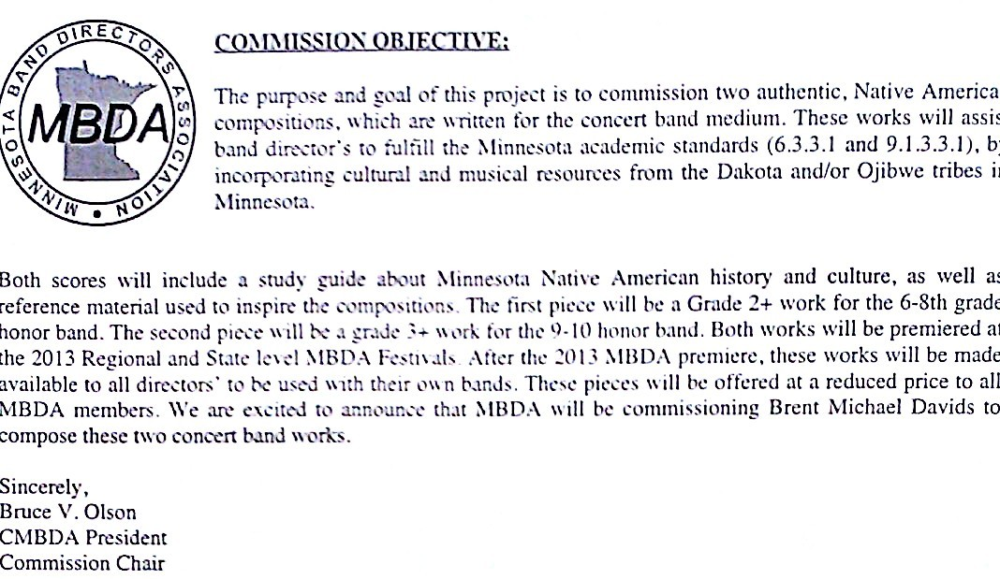 MINNESOTA BAND DIRECTORS ASSOCIATION
MBDA
COMMISSION OBJECTIVE:
The purpose and goal of this project is to commission two authentic, Native America
compositions, which are written for the concert band medium. These works will assis
band director's to fulfill the Minnesota academic standards (6.3.3.1 and 9.1.3.3.1), by
incorporating cultural and musical resources from the Dakota and/or Ojibwe tribes in
Minnesota.
Both scores will include a study guide about Minnesota Native American history and culture, as well as
reference material used to inspire the compositions. The first piece will be a Grade 2+ work for the 6-8th grade
honor band. The second piece will be a grade 3+ work for the 9-10 honor band. Both works will be premiered at
the 2013 Regional and State level MBDA Festivals. After the 2013 MBDA premiere, these works will be made
available to all directors' to be used with their own bands. These pieces will be offered at a reduced price to all
MBDA members. We are excited to announce that MBDA will be commissioning Brent Michael Davids to
compose these two concert band works.
Sincerely,
Bruce V. Olson
CMBDA President
Commission Chair